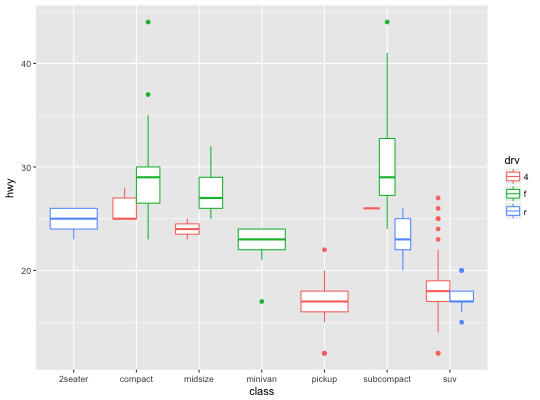 hwy
40
30
20
2seater compact midsize minivan pickup subcompact suv
class
drv
4
f
r